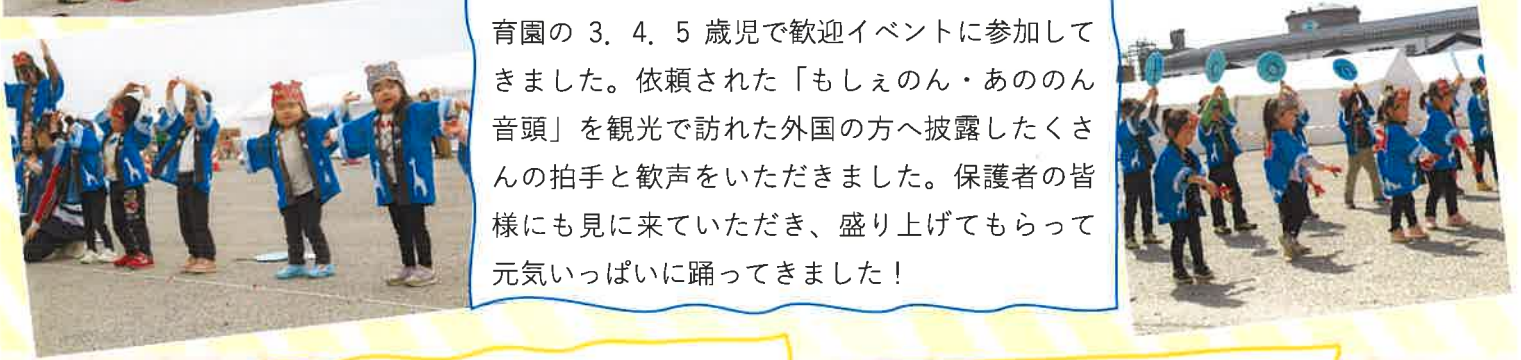 育園の 3．4．5 歳児で歓迎イベントに参加して
きました。依頼された「もしぇのん・あののん
音頭」を観光で訪れた外国の方へ披露したくさ
んの拍手と歓声をいただきました。保護者の皆
様にも見に来ていただき、盛り上げてもらって
元気いっぱいに踊ってきました！